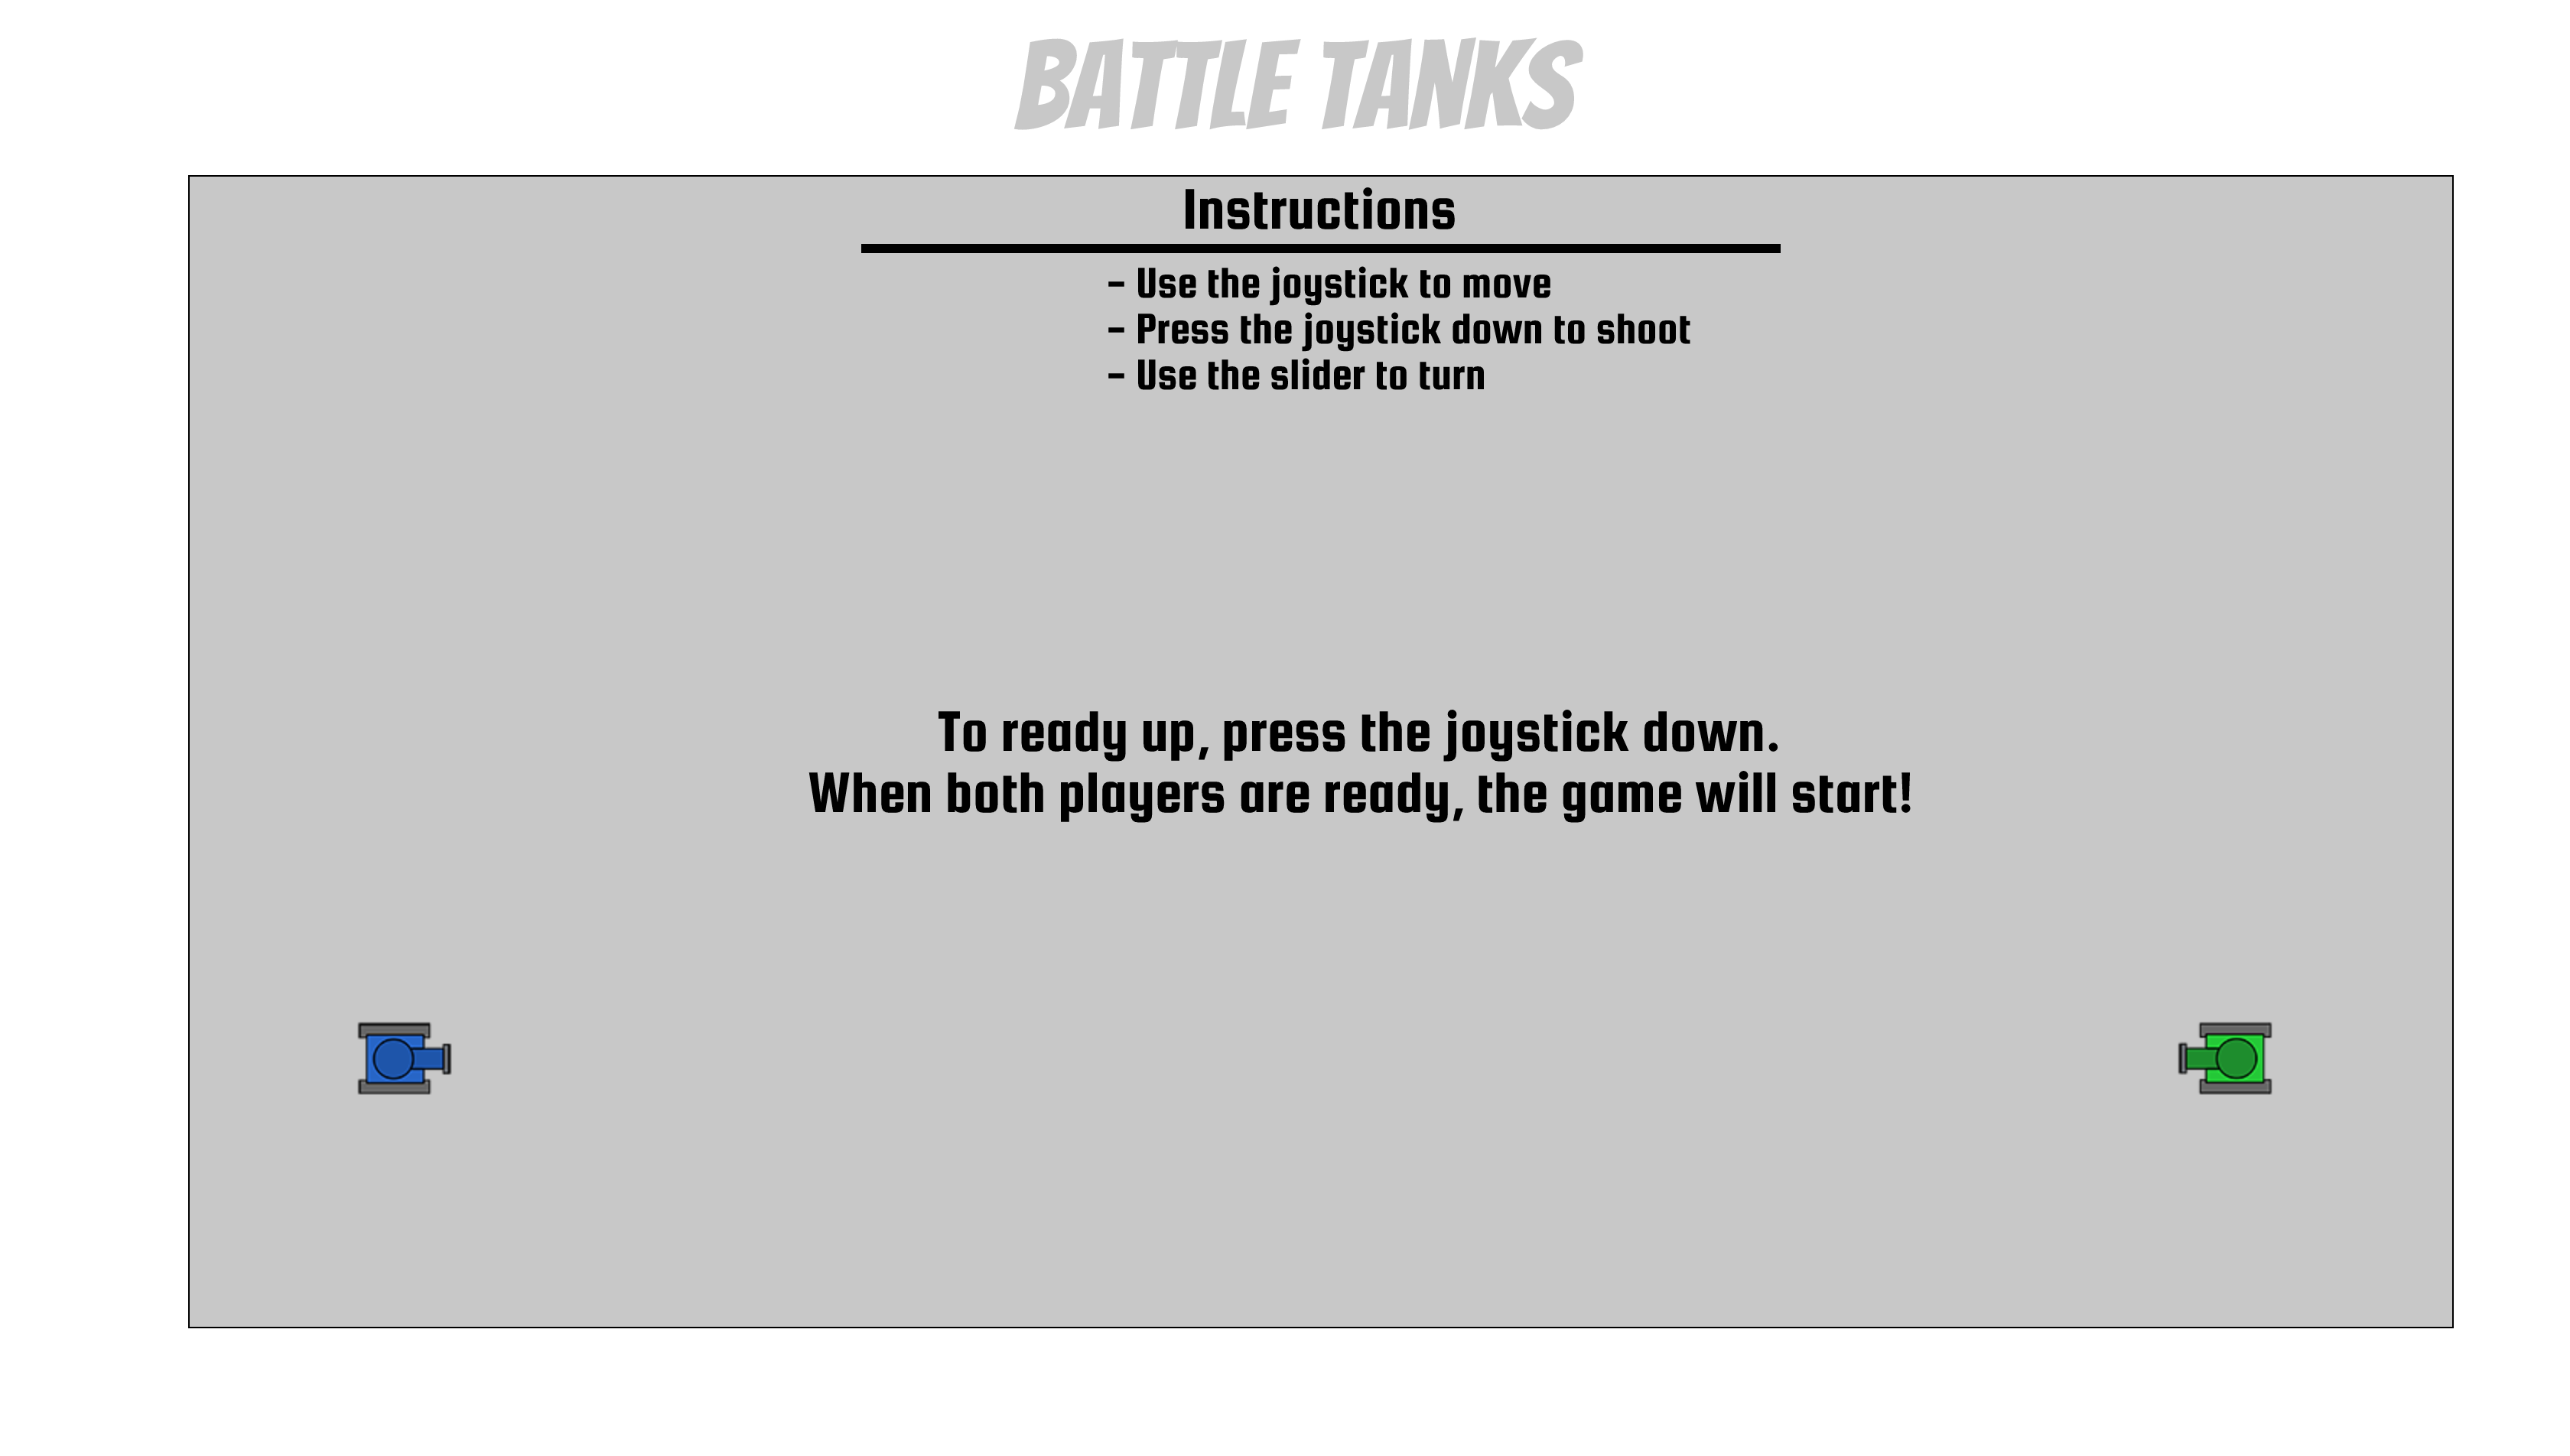 BATTLE TANKS
Instructions
- Use the joystick to move
- Press the joystick down to shoot
- Use the slider to turn
To ready up, press the joystick down.
When both players are ready, the game will start!